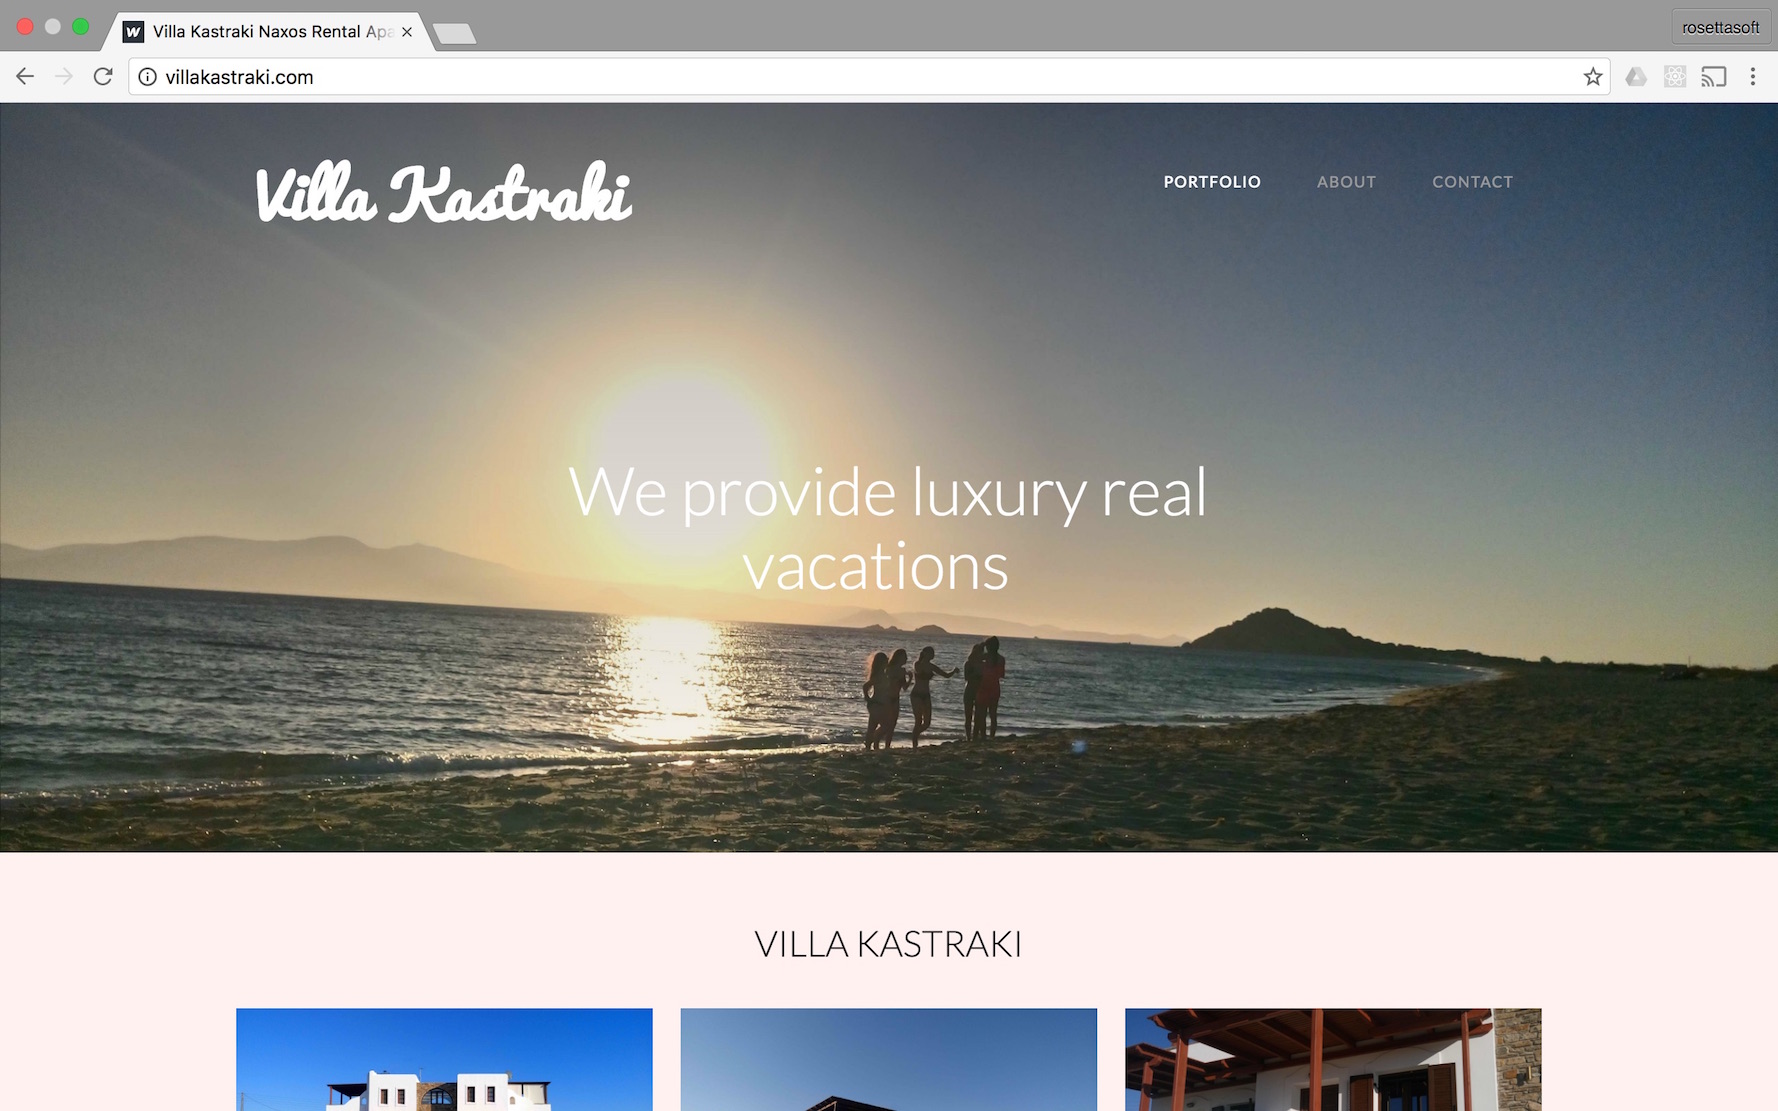 Villa Kastraki Naxos Rental Apa
rosettasoft
villakastraki.com
Villa Kastraki
PORTFOLIO ABOUT CONTACT
We provide luxury real
vacations
VILLA KASTRAKI